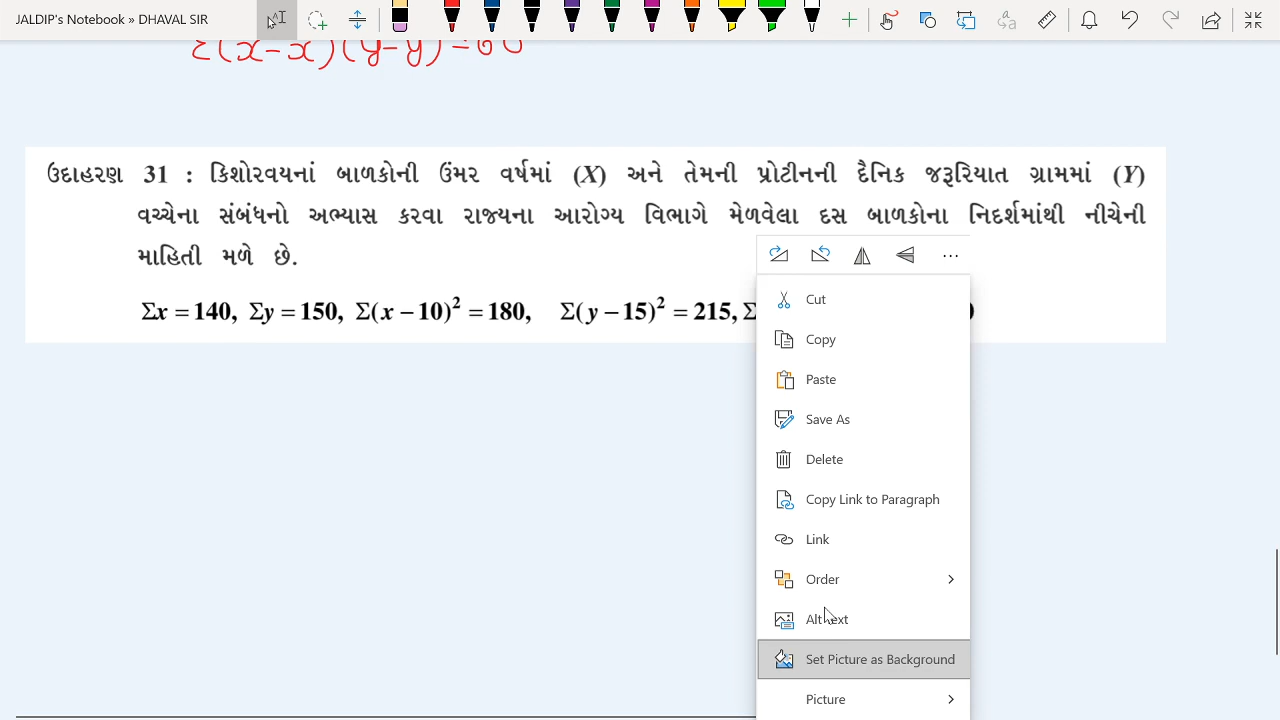 JALDIP's Notebook » DHAVAL SIR
Σ(x-x̄)(y-ȳ)=60
ઉદાહરણ 31 : કિશોરવયનાં બાળકોની ઉંમર વર્ષમાં (X) અને તેમની પ્રોટીનની દૈનિક જરૂરિયાત ગ્રામમાં (Y)
વચ્ચેના સંબંધનો અભ્યાસ કરવા રાજ્યના આરોગ્ય વિભાગે મેળવેલા દસ બાળકોના નિદર્શમાંથી નીચેની
માહિતી મળે છે.
Σx = 140, Σy = 150, Σ(x − 10)² = 180, Σ(y − 15)² = 215, Σ
Cut
Copy
Paste
Save As
Delete
Copy Link to Paragraph
Link
Order
Alt Text
Set Picture as Background
Picture